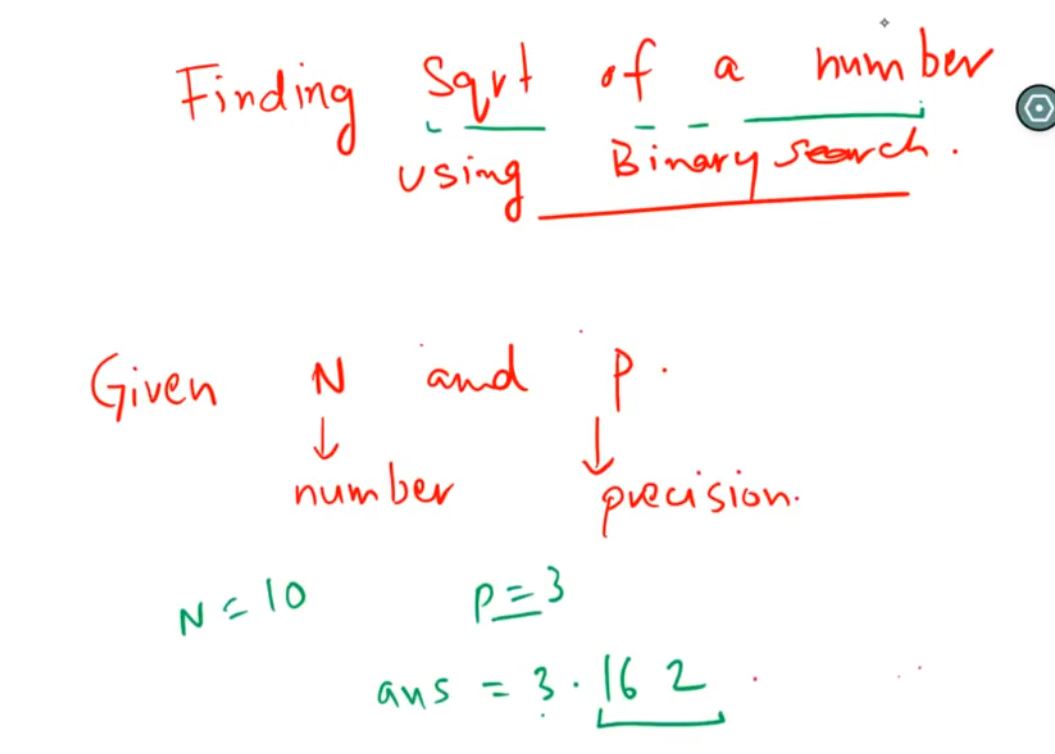 Finding Sqrt of a number
using Binary search.
Given N and P.
number precision.
N = 10 P = 3
ans = 3.162